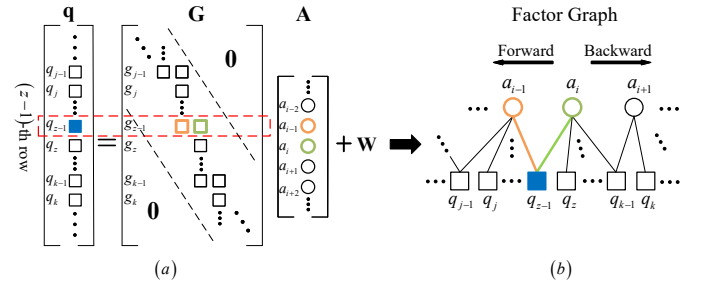 q G A
q_{j-1} g_{j-1} 0
q_j g_j a_{i-2}
q_{z-1} = g_{z-1} a_{i-1} + W
q_z g_z a_i
q_{k-1} g_{k-1} a_{i+1}
q_k g_k 0 a_{i+2}
(z-1)-th row
(a)
Factor Graph
Forward Backward
a_{i-1} a_i a_{i+1}
q_{j-1} q_j q_{z-1} q_z q_{k-1} q_k
(b)